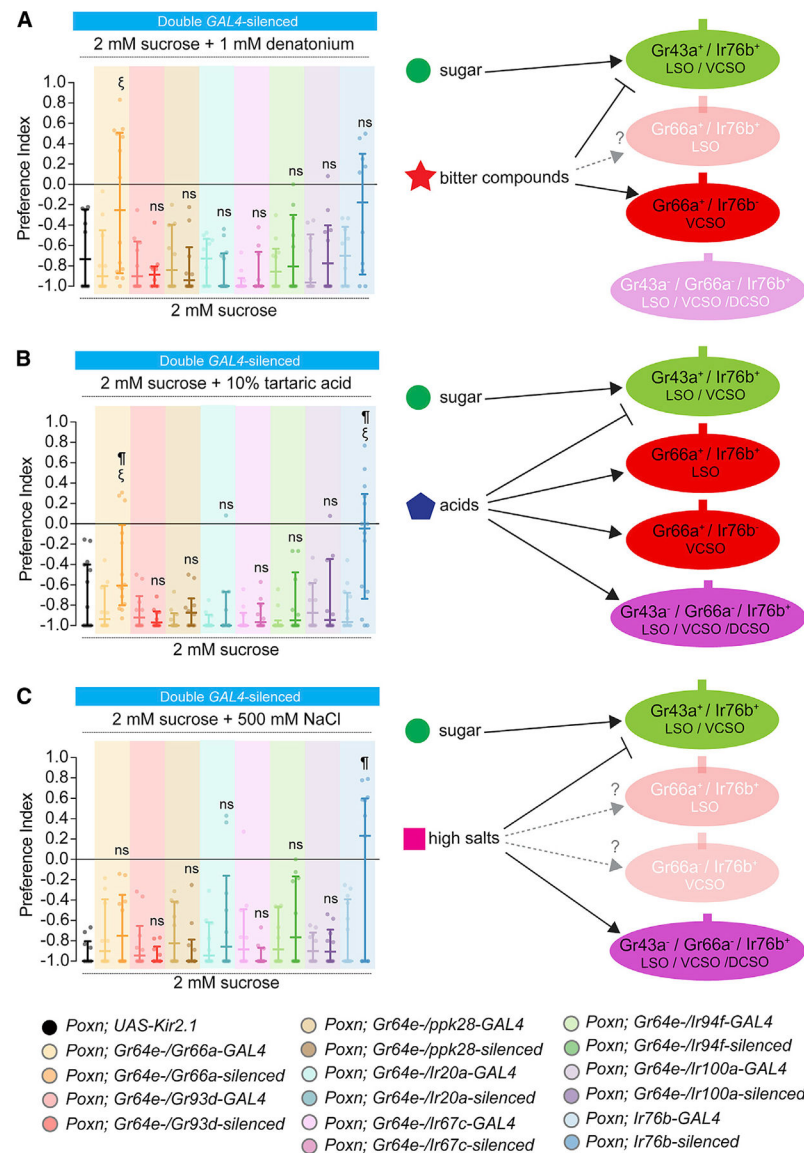 A
Double GAL4-silenced
2 mM sucrose + 1 mM denatonium
Preference Index
1.0
0.8
0.6
0.4
0.2
0.0
-0.2
-0.4
-0.6
-0.8
-1.0
ξ
ns
ns
ns
ns
ns
ns
ns
2 mM sucrose
sugar
bitter compounds
?
Gr43a+ / Ir76b+
LSO / VCSO
Gr66a+ / Ir76b+
LSO
Gr66a+ / Ir76b-
VCSO
Gr43a- / Gr66a- / Ir76b+
LSO / VCSO /DCSO
B
Double GAL4-silenced
2 mM sucrose + 10% tartaric acid
Preference Index
1.0
0.8
0.6
0.4
0.2
0.0
-0.2
-0.4
-0.6
-0.8
-1.0
¶
ξ
ns
ns
ns
ns
ns
ns
¶
ξ
2 mM sucrose
sugar
acids
Gr43a+ / Ir76b+
LSO / VCSO
Gr66a+ / Ir76b+
LSO
Gr66a+ / Ir76b-
VCSO
Gr43a- / Gr66a- / Ir76b+
LSO / VCSO /DCSO
C
Double GAL4-silenced
2 mM sucrose + 500 mM NaCl
Preference Index
1.0
0.8
0.6
0.4
0.2
0.0
-0.2
-0.4
-0.6
-0.8
-1.0
ns
ns
ns
ns
ns
ns
ns
¶
2 mM sucrose
sugar
high salts
?
?
Gr43a+ / Ir76b+
LSO / VCSO
Gr66a+ / Ir76b+
LSO
Gr66a- / Ir76b+
VCSO
Gr43a- / Gr66a- / Ir76b+
LSO / VCSO /DCSO
Poxn; UAS-Kir2.1
Poxn; Gr64e-/Gr66a-GAL4
Poxn; Gr64e-/Gr66a-silenced
Poxn; Gr64e-/Gr93d-GAL4
Poxn; Gr64e-/Gr93d-silenced
Poxn; Gr64e-/ppk28-GAL4
Poxn; Gr64e-/ppk28-silenced
Poxn; Gr64e-/Ir20a-GAL4
Poxn; Gr64e-/Ir20a-silenced
Poxn; Gr64e-/Ir67c-GAL4
Poxn; Gr64e-/Ir67c-silenced
Poxn; Gr64e-/Ir94f-GAL4
Poxn; Gr64e-/Ir94f-silenced
Poxn; Gr64e-/Ir100a-GAL4
Poxn; Gr64e-/Ir100a-silenced
Poxn; Ir76b-GAL4
Poxn; Ir76b-silenced